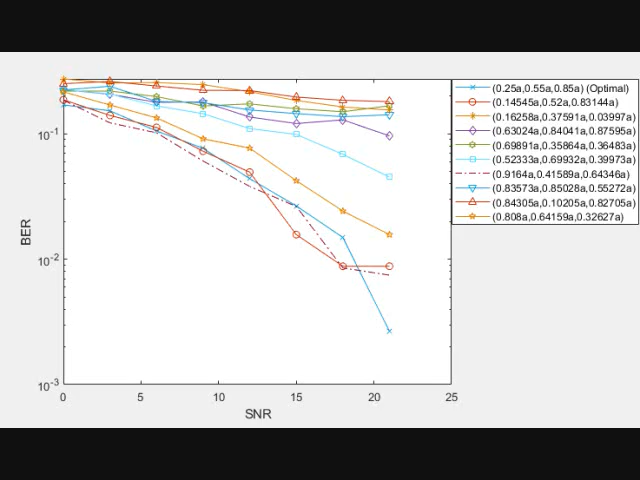 (0.25a,0.55a,0.85a) (Optimal)
(0.14545a,0.52a,0.83144a)
(0.16258a,0.37591a,0.03997a)
(0.63024a,0.84041a,0.87595a)
(0.69891a,0.35864a,0.36483a)
(0.52333a,0.69932a,0.39973a)
(0.9164a,0.41589a,0.64346a)
(0.83573a,0.85028a,0.55272a)
(0.84305a,0.10205a,0.82705a)
(0.808a,0.64159a,0.32627a)
10-1
BER
10-2
10-3
0 5 10 15 20 25
SNR